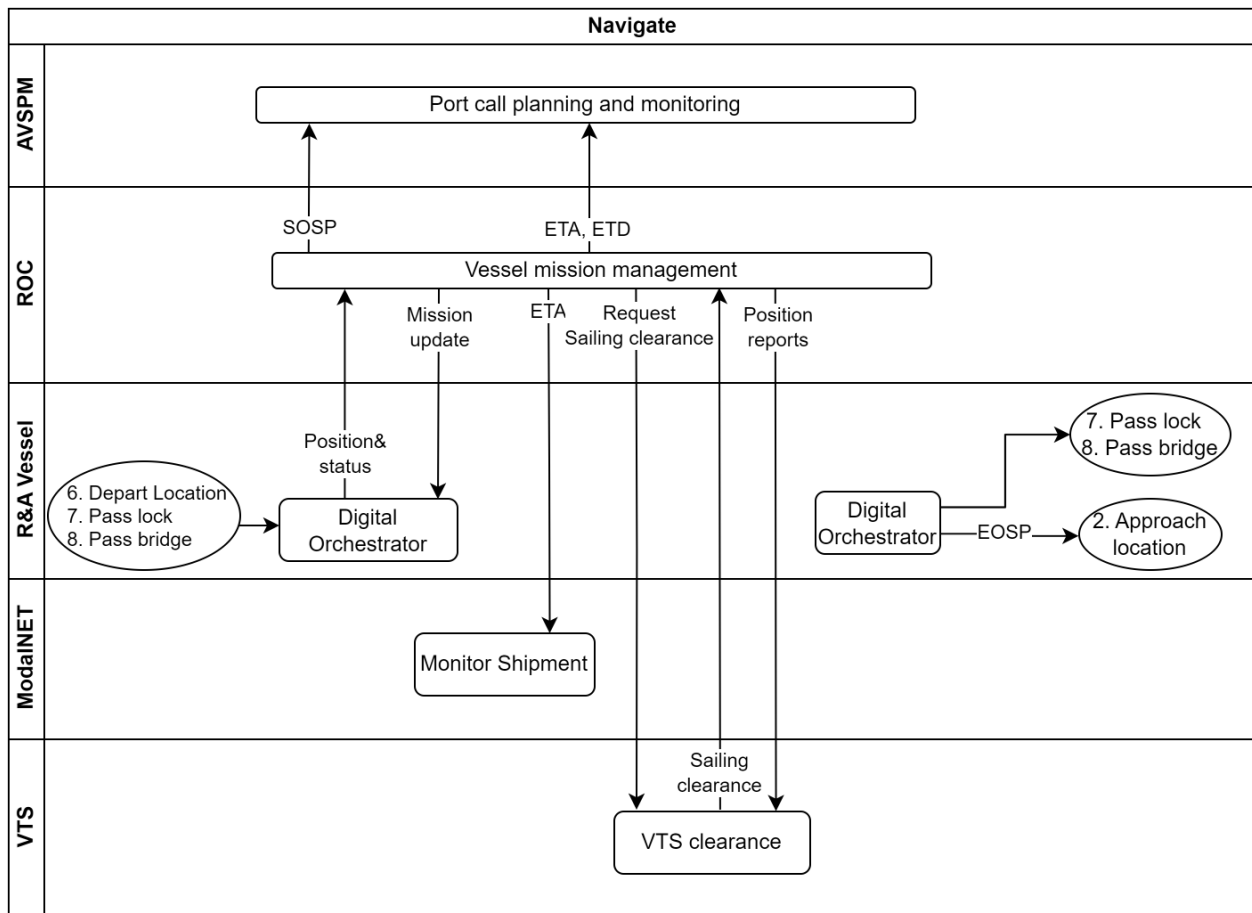 Navigate
AVSPM
Port call planning and monitoring
SOSP
ETA, ETD
ROC
Vessel mission management
Mission
update
ETA
Request
Sailing clearance
Position
reports
R&A Vessel
Position&
status
6. Depart Location
7. Pass lock
8. Pass bridge
Digital
Orchestrator
Digital
Orchestrator
EOSP
7. Pass lock
8. Pass bridge
2. Approach
location
ModalNET
Monitor Shipment
VTS
Sailing
clearance
VTS clearance